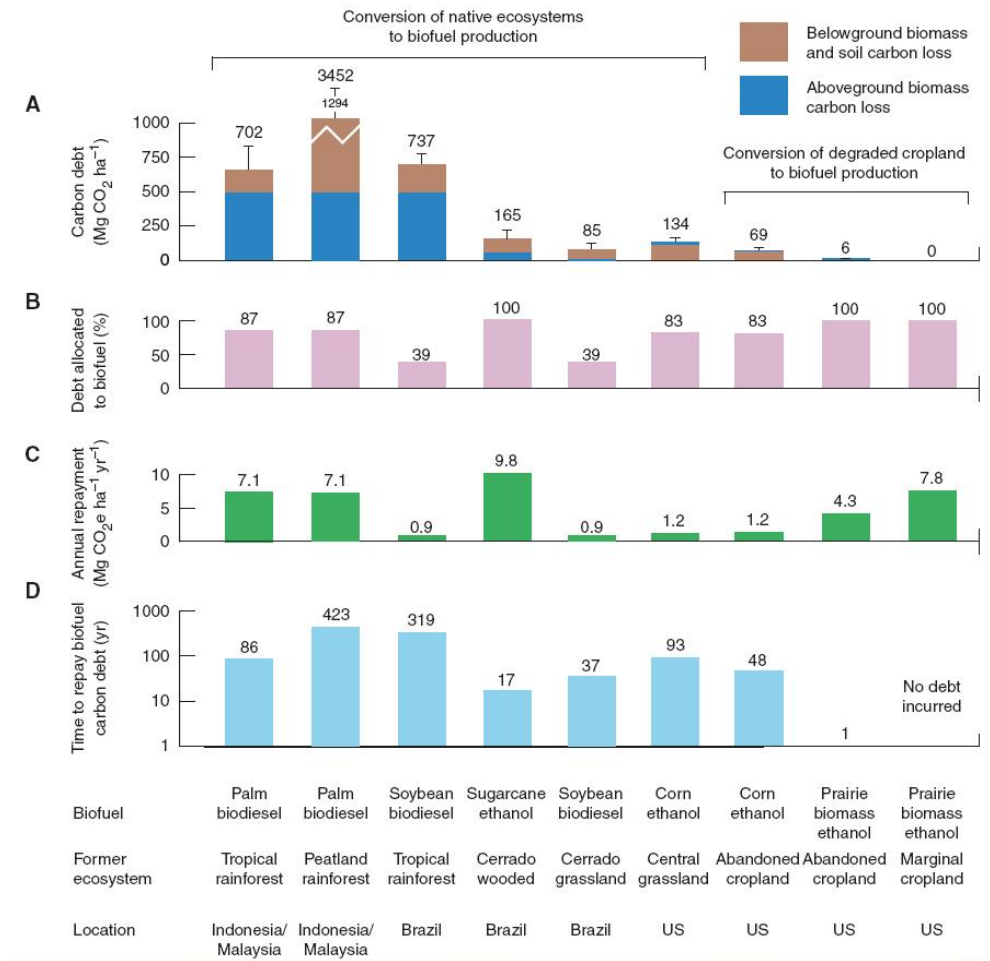 Conversion of native ecosystems
to biofuel production
Belowground biomass
and soil carbon loss
Aboveground biomass
carbon loss
Conversion of degraded cropland
to biofuel production
A
Carbon debt
(Mg CO2 ha−1)
1000
750
500
250
0
702
3452
1294
737
165
85
134
69
6
0
B
Debt allocated
to biofuel (%)
100
50
0
87
87
39
100
39
83
83
100
100
C
Annual repayment
(Mg CO2e ha−1 yr−1)
10
5
0
7.1
7.1
0.9
9.8
0.9
1.2
1.2
4.3
7.8
D
Time to repay biofuel
carbon debt (yr)
1000
100
10
1
86
423
319
17
37
93
48
1
No debt
incurred
Biofuel
Palm
biodiesel
Palm
biodiesel
Soybean
biodiesel
Sugarcane
ethanol
Soybean
biodiesel
Corn
ethanol
Corn
ethanol
Prairie
biomass
ethanol
Prairie
biomass
ethanol
Former
ecosystem
Tropical
rainforest
Peatland
rainforest
Tropical
rainforest
Cerrado
wooded
Cerrado
grassland
Central
grassland
Abandoned
cropland
Abandoned
cropland
Marginal
cropland
Location
Indonesia/
Malaysia
Indonesia/
Malaysia
Brazil
Brazil
Brazil
US
US
US
US